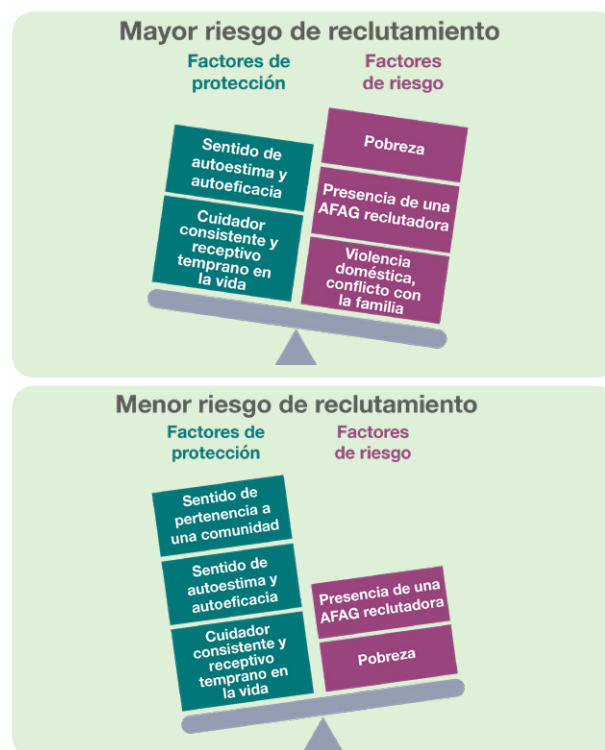 Mayor riesgo de reclutamiento
Factores de
protección
Factores
de riesgo
Sentido de
autoestima y
autoeficacia
Cuidador
consistente y
receptivo
temprano en
la vida
Pobreza
Presencia de una
AFAG reclutadora
Violencia
doméstica,
conflicto con
la familia
Menor riesgo de reclutamiento
Factores de
protección
Factores
de riesgo
Sentido de
pertenencia a
una comunidad
Sentido de
autoestima y
autoeficacia
Cuidador
consistente y
receptivo
temprano en
la vida
Presencia de una
AFAG reclutadora
Pobreza